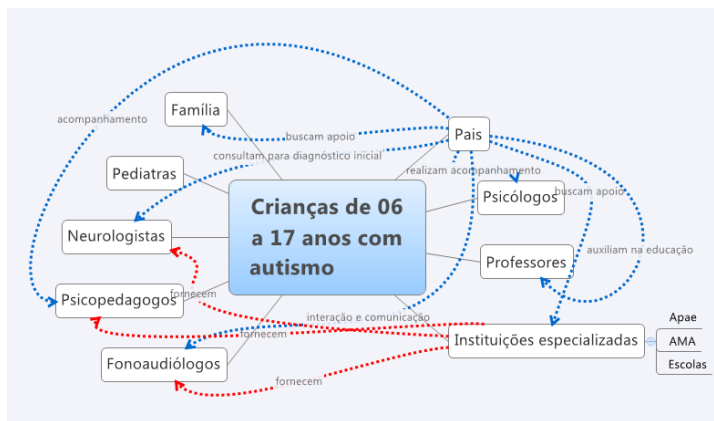 Família
acompanhamento
Pais
buscam apoio
consultam para diagnóstico inicial
Pediatras
realizam acompanhamento
Psicólogos
buscam apoio
Crianças de 06
a 17 anos com
autismo
Neurologistas
auxiliam na educação
Professores
fornecem
Psicopedagogos
interação e comunicação
Apae
fornecem
Instituições especializadas
AMA
Fonoaudiólogos
Escolas
fornecem